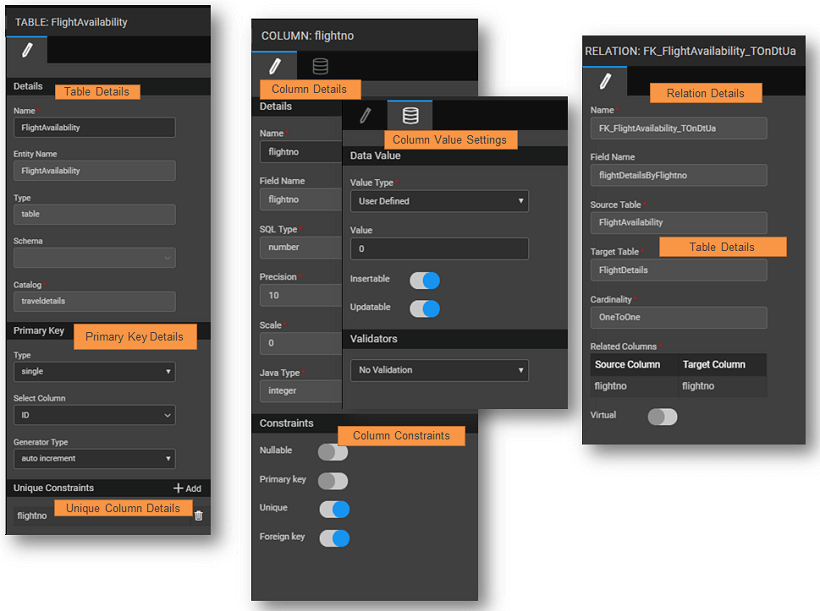 TABLE: FlightAvailability
Details
Table Details
Name*
FlightAvailability
Entity Name
FlightAvailability
Type
table
Schema
Catalog*
traveldetails
Primary Key
Primary Key Details
Type
single
Select Column
ID
Generator Type
auto increment
Unique Constraints
+ Add
Unique Column Details
flightno
COLUMN: flightno
Column Details
Details
Name*
flightno
Field Name
flightno
SQL Type*
number
Precision*
10
Scale*
0
Java Type*
integer
Constraints
Column Constraints
Nullable
Primary key
Unique
Foreign key
Column Value Settings
Data Value
Value Type*
User Defined
Value
0
Insertable
Updatable
Validators
No Validation
RELATION: FK_FlightAvailability_TOnDtUa
Relation Details
Name*
FK_FlightAvailability_TOnDtUa
Field Name
flightDetailsByFlightno
Source Table*
FlightAvailability
Table Details
Target Table*
FlightDetails
Cardinality*
OneToOne
Related Columns*
Source Column Target Column
flightno flightno
Virtual